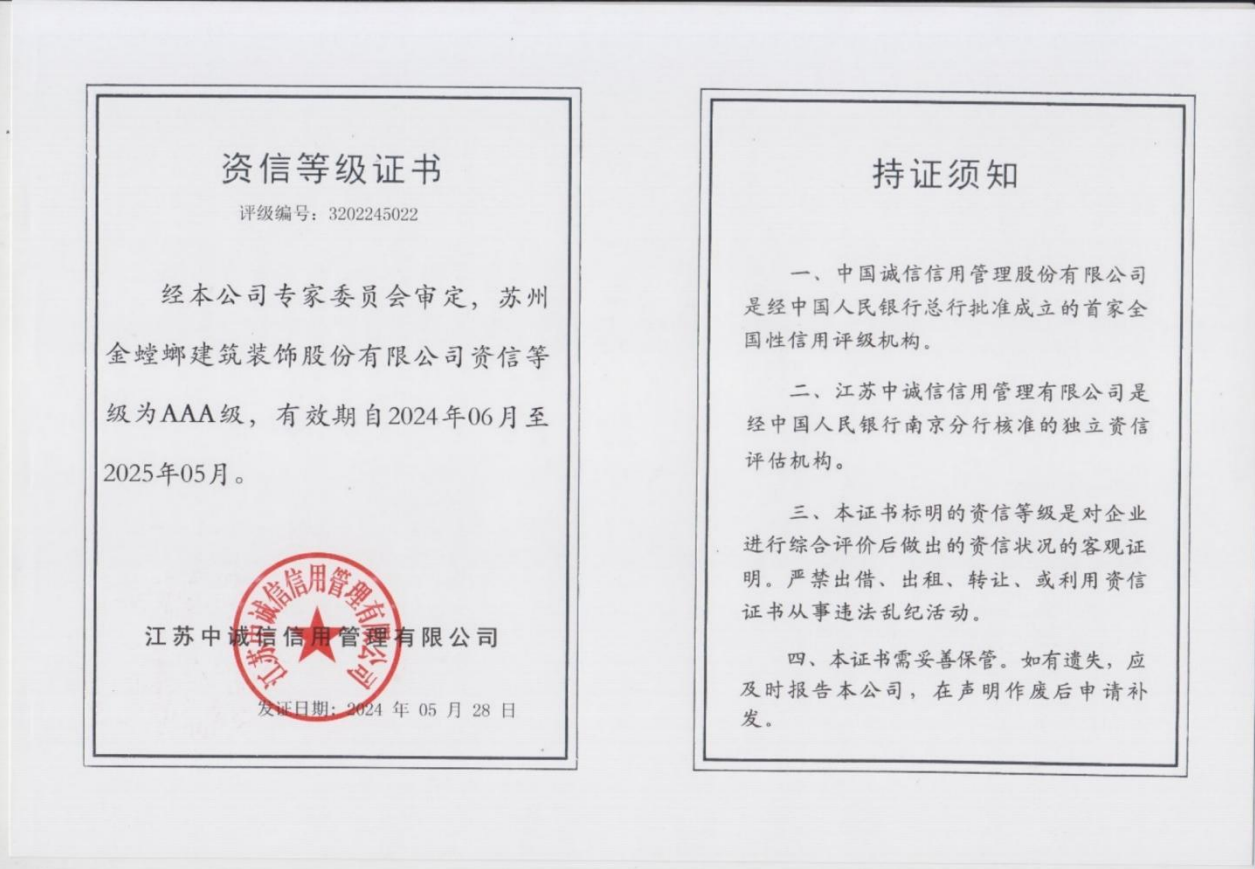 资信等级证书
评级编号：3202245022
经本公司专家委员会审定，苏州
金螳螂建筑装饰股份有限公司资信等
级为AAA级，有效期自2024年06月至
2025年05月。
江苏中诚信信用管理有限公司
江苏中诚信信用管理有限公司
发证日期：2024 年 05 月 28 日
持证须知
一、中国诚信信用管理股份有限公司
是经中国人民银行总行批准成立的首家全
国性信用评级机构。
二、江苏中诚信信用管理有限公司是
经中国人民银行南京分行核准的独立资信
评估机构。
三、本证书标明的资信等级是对企业
进行综合评价后做出的资信状况的客观证
明。严禁出借、出租、转让、或利用资信
证书从事违法乱纪活动。
四、本证书需妥善保管。如有遗失，应
及时报告本公司，在声明作废后申请补
发。